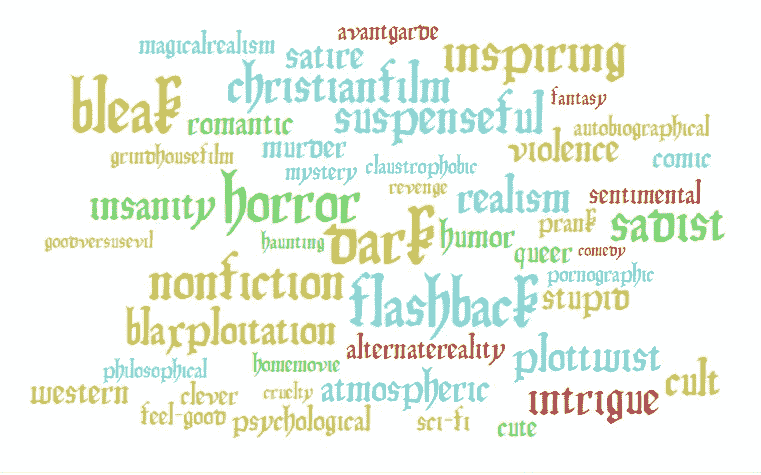 avantgarde
magicalrealism
satire
inspiring
christianfilm
bleak
fantasy
suspenseful
romantic
autobiographical
murder
violence
grindhousefilm
comic
mystery
claustrophobic
revenge
realism
sentimental
insanity
horror
prank
sadist
goodversusevil
haunting
dark
humor
queer
comedy
nonfiction
flashback
pornographic
stupid
blaxploitation
alternatereality
plottwist
philosophical
homemovie
western
clever
cruelty
atmospheric
intrigue
cult
feel-good
psychological
sci-fi
cute